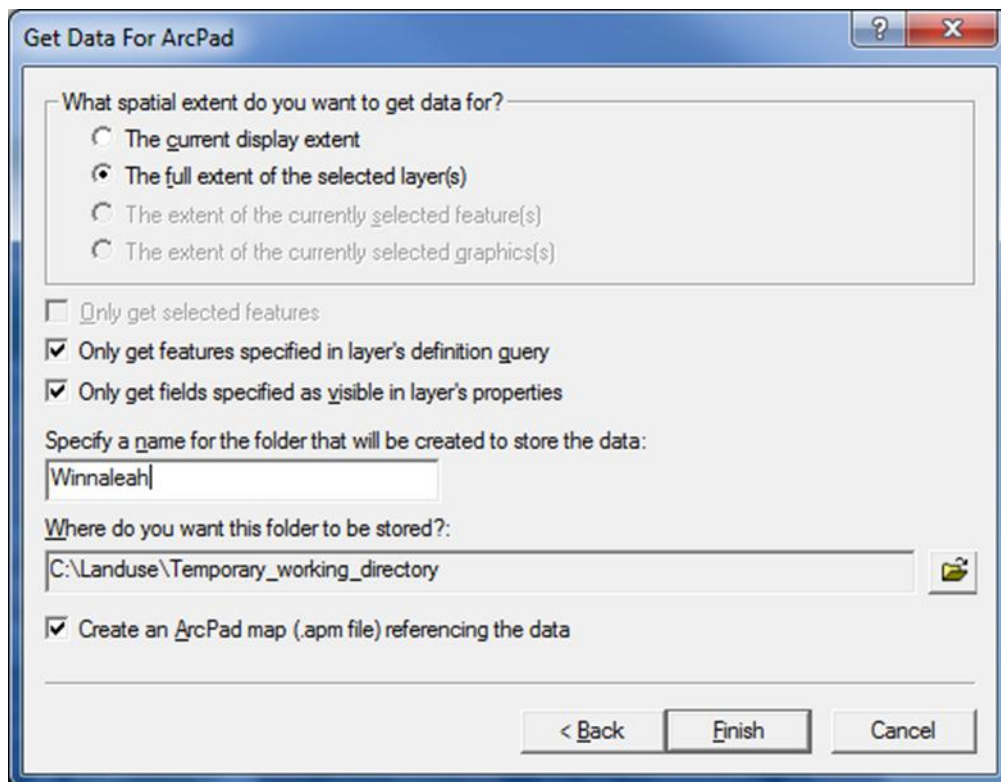 Get Data For ArcPad
?
X
What spatial extent do you want to get data for?
The current display extent
The full extent of the selected layer(s)
The extent of the currently selected feature(s)
The extent of the currently selected graphics(s)
Only get selected features
Only get features specified in layer's definition query
Only get fields specified as visible in layer's properties
Specify a name for the folder that will be created to store the data:
Winnaleah
Where do you want this folder to be stored?:
C:\Landuse\Temporary_working_directory
Create an ArcPad map (.apm file) referencing the data
< Back Finish Cancel